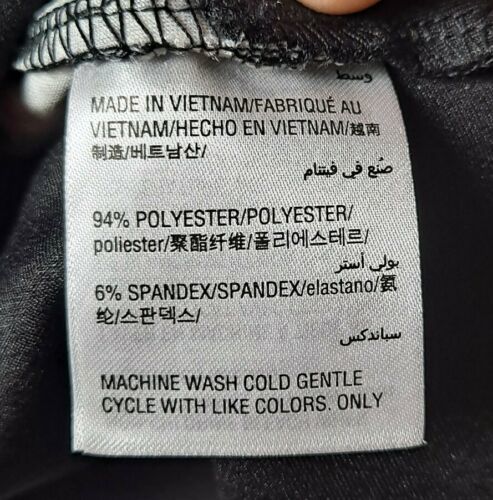 وسط
MADE IN VIETNAM/FABRIQUÉ AU
VIETNAM/HECHO EN VIETNAM/越南
制造/베트남산/
صُنع في فيتنام
94% POLYESTER/POLYESTER/
poliester/聚酯纤维/폴리에스테르/
بولي أستر
6% SPANDEX/SPANDEX/elastano/氨
纶/스판덱스/
سباندكس
MACHINE WASH COLD GENTLE
CYCLE WITH LIKE COLORS. ONLY